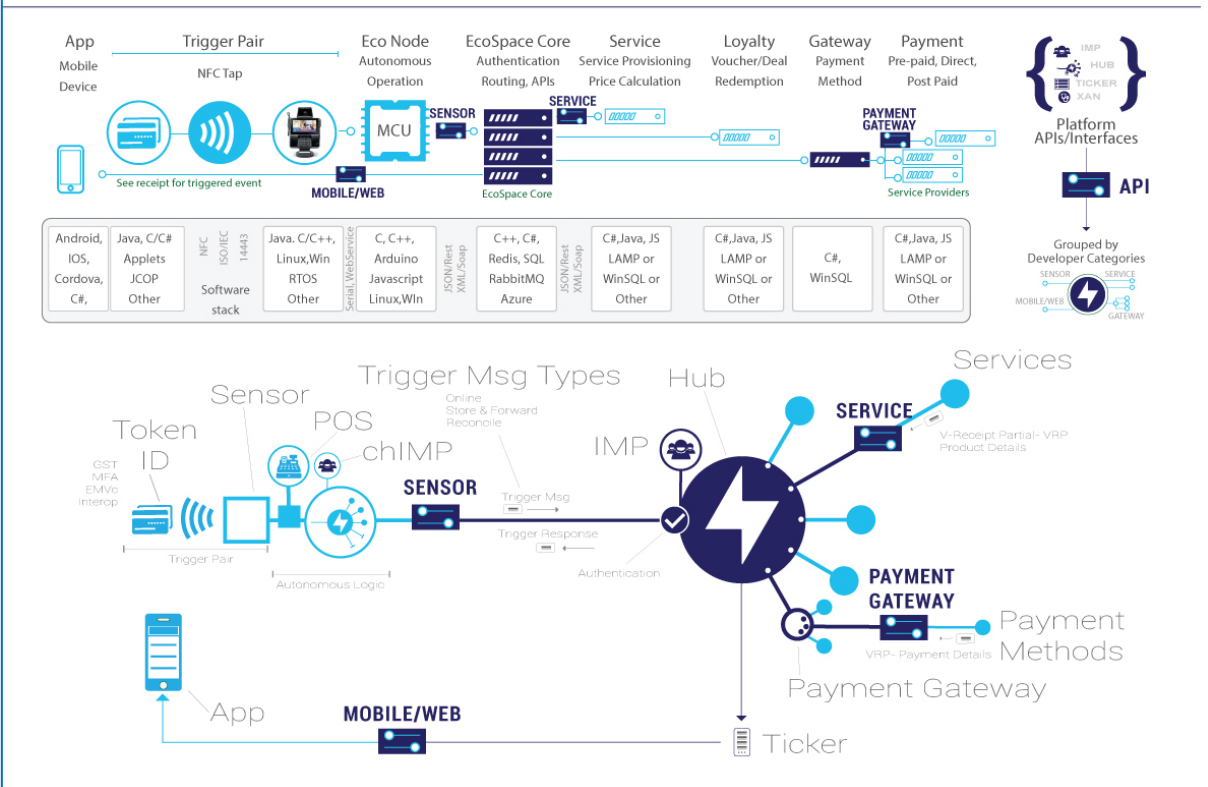 App
Mobile
Device
Trigger Pair
NFC Tap
Eco Node
Autonomous
Operation
EcoSpace Core
Authentication
Routing, APIs
Service
Service Provisioning
Price Calculation
Loyalty
Voucher/Deal
Redemption
Gateway
Payment
Method
Payment
Pre-paid, Direct,
Post Paid
IMP
HUB
TICKER
XAN
Platform
APIs/Interfaces
API
MCU
SENSOR
SERVICE
PAYMENT
GATEWAY
See receipt for triggered event
MOBILE/WEB
EcoSpace Core
Service Providers
Android,
IOS,
Cordova,
C#,
Java, C/C#
Applets
JCOP
Other
NFC
ISO/IEC
14443
Software
stack
Java. C/C++,
Linux,Win
RTOS
Other
Serial, WebService
C, C++,
Arduino
Javascript
Linux,WIn
JSON/Rest
XML/Soap
C++, C#,
Redis, SQL
RabbitMQ
Azure
JSON/Rest
XML/Soap
C#,Java, JS
LAMP or
WinSQL or
Other
C#,Java, JS
LAMP or
WinSQL or
Other
C#,
WinSQL
C#,Java, JS
LAMP or
WinSQL or
Other
Grouped by
Developer Categories
SENSOR
SERVICE
MOBILE/WEB
GATEWAY
Token
ID
GST
MFA
EMVc
Interop
Trigger Pair
Sensor
POS
chIMP
Autonomous Logic
SENSOR
Trigger Msg Types
Online
Store & Forward
Reconcile
Trigger Msg
Trigger Response
IMP
Authentication
Hub
SERVICE
Services
V-Receipt Partial- VRP
Product Details
PAYMENT
GATEWAY
VRP- Payment Details
Payment
Methods
Payment Gateway
App
MOBILE/WEB
Ticker